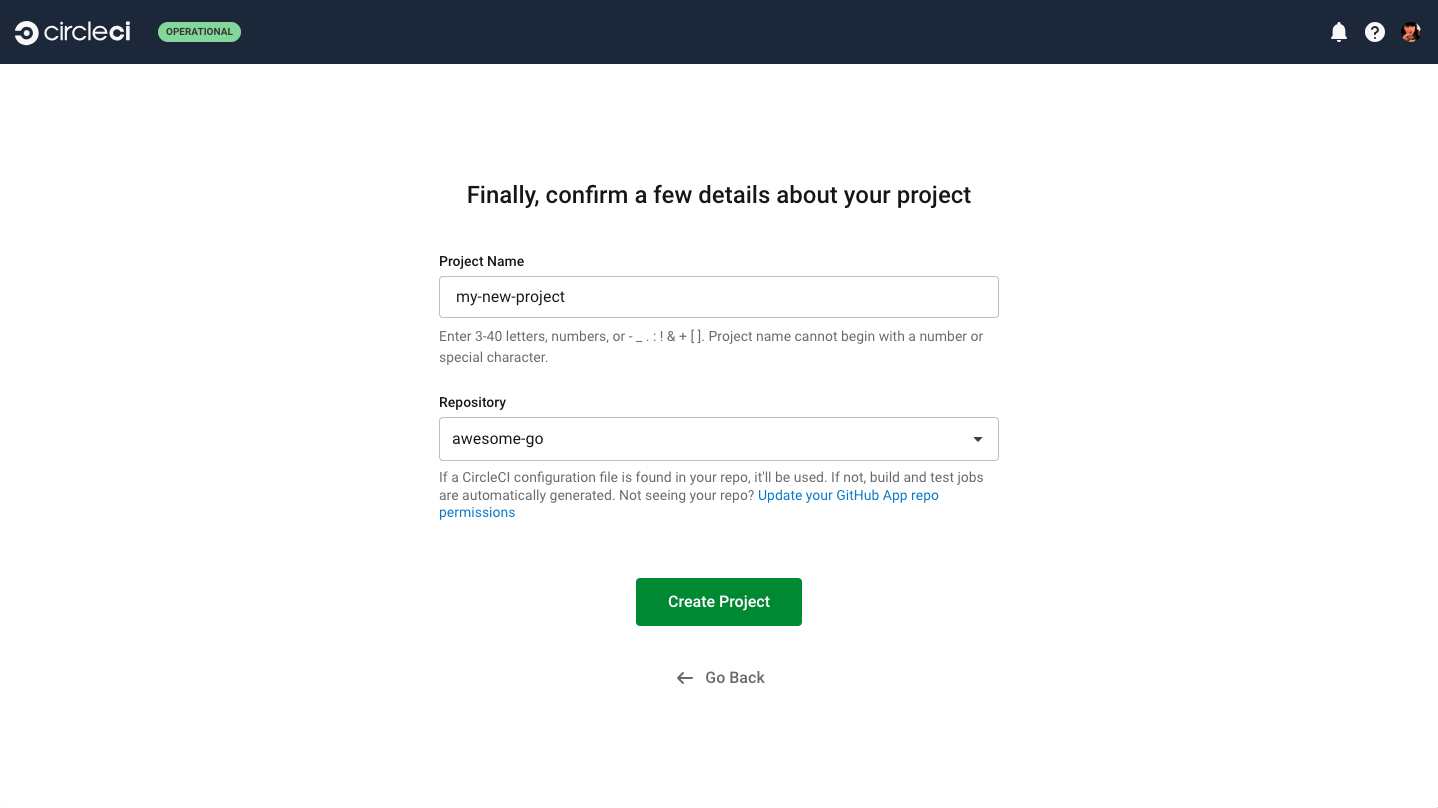 circleci
OPERATIONAL
Finally, confirm a few details about your project
Project Name
my-new-project
Enter 3-40 letters, numbers, or - _ . : ! & + [ ]. Project name cannot begin with a number or
special character.
Repository
awesome-go
If a CircleCI configuration file is found in your repo, it'll be used. If not, build and test jobs
are automatically generated. Not seeing your repo? Update your GitHub App repo
permissions
Create Project
Go Back